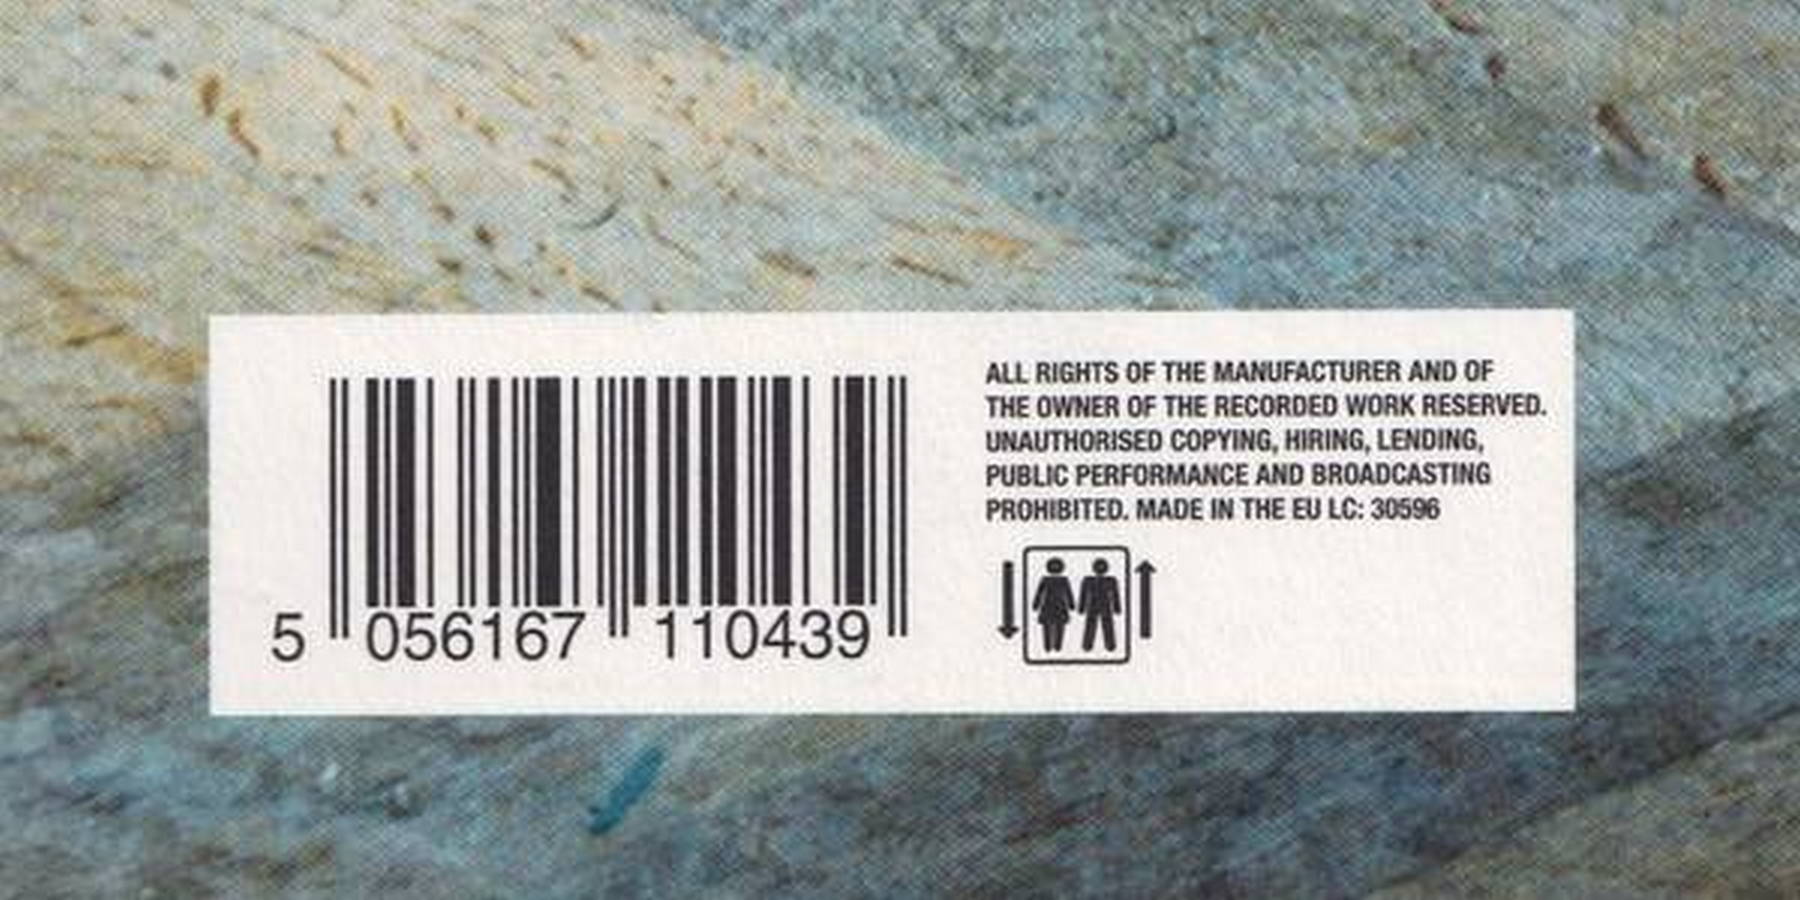 ALL RIGHTS OF THE MANUFACTURER AND OF
THE OWNER OF THE RECORDED WORK RESERVED.
UNAUTHORISED COPYING, HIRING, LENDING,
PUBLIC PERFORMANCE AND BROADCASTING
PROHIBITED. MADE IN THE EU LC: 30596
5 056167 110439